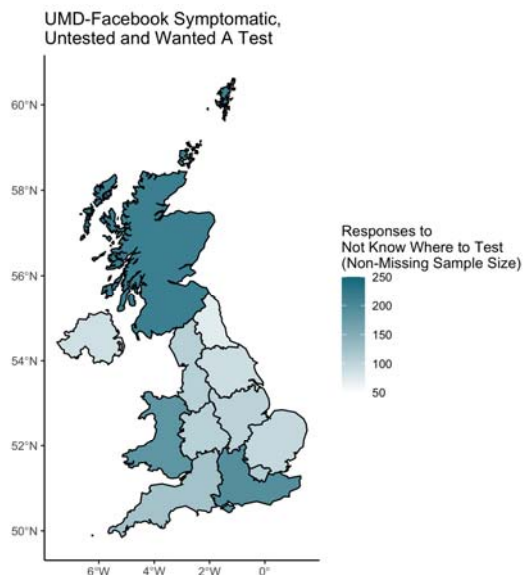 UMD-Facebook Symptomatic,
Untested and Wanted A Test
60°N
58°N
56°N
54°N
52°N
50°N
6°W
4°W
2°W
0°
Responses to
Not Know Where to Test
(Non-Missing Sample Size)
250
200
150
100
50